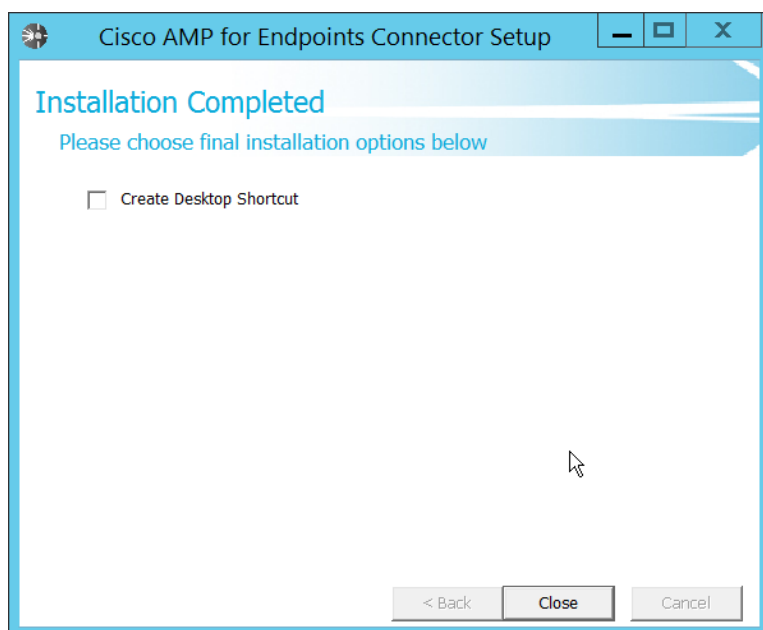 Cisco AMP for Endpoints Connector Setup
Installation Completed
Please choose final installation options below
Create Desktop Shortcut
< Back Close Cancel